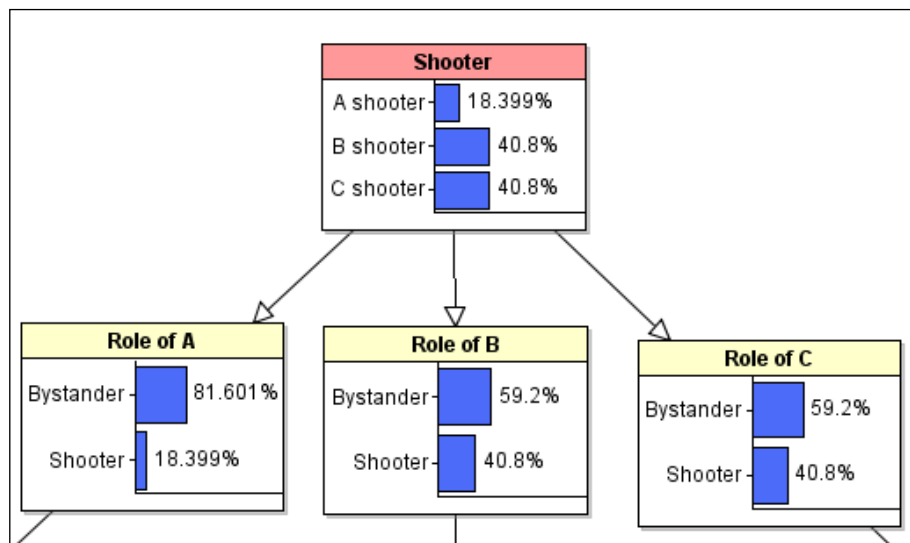 Shooter
A shooter 18.399%
B shooter 40.8%
C shooter 40.8%
Role of A
Bystander 81.601%
Shooter 18.399%
Role of B
Bystander 59.2%
Shooter 40.8%
Role of C
Bystander 59.2%
Shooter 40.8%